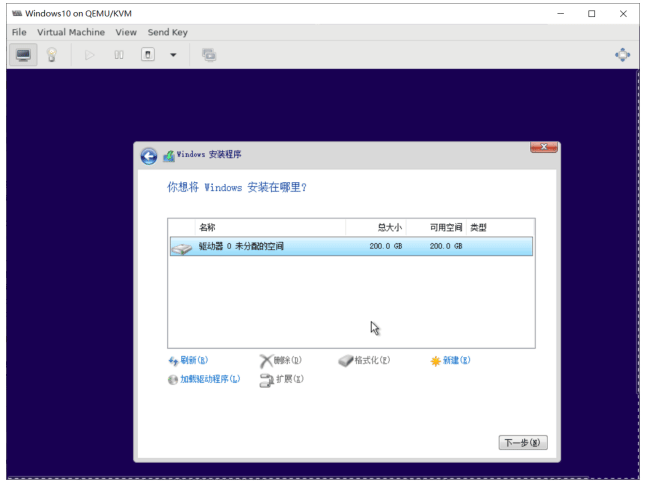 Windows10 on QEMU/KVM
File Virtual Machine View Send Key
Windows 安装程序
你想将 Windows 安装在哪里?
名称 总大小 可用空间 类型
驱动器 0 未分配的空间 200.0 GB 200.0 GB
刷新(R) 删除(D) 格式化(F) 新建(E)
加载驱动程序(L) 扩展(X)
下一步(N)